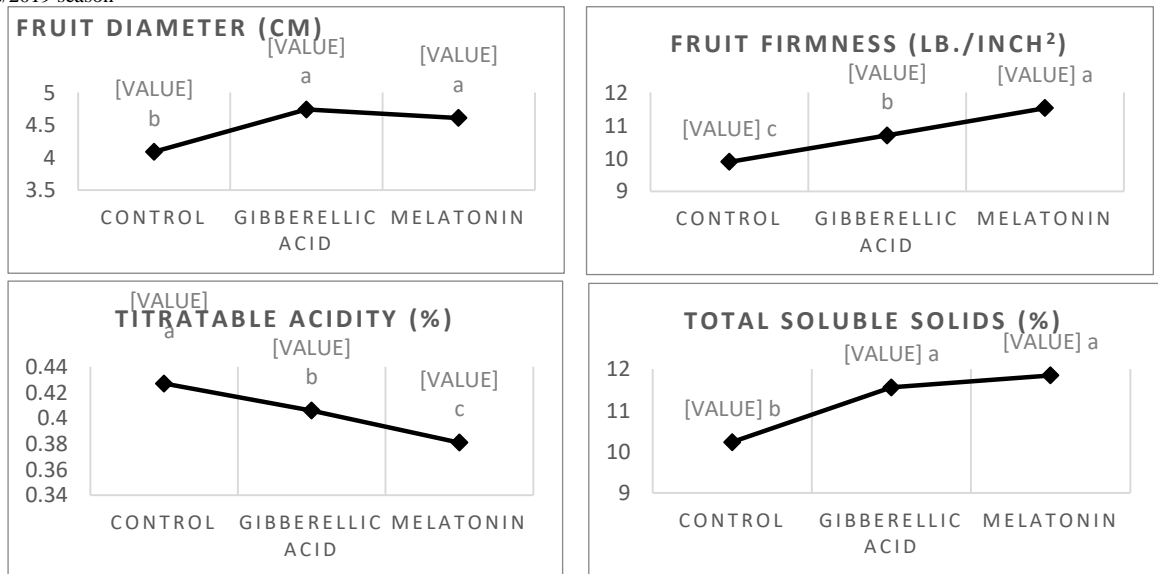 /2019 season
FRUIT DIAMETER (CM)
[VALUE]
b
[VALUE]
a
[VALUE]
a
5
4.5
4
3.5
CONTROL
GIBBERELLIC
ACID
MELATONIN
FRUIT FIRMNESS (LB./INCH²)
[VALUE] c
[VALUE]
b
[VALUE] a
12
11
10
9
CONTROL
GIBBERELLIC
ACID
MELATONIN
TITRATABLE ACIDITY (%)
[VALUE]
a
[VALUE]
b
[VALUE]
c
0.44
0.42
0.4
0.38
0.36
0.34
CONTROL
GIBBERELLIC
ACID
MELATONIN
TOTAL SOLUBLE SOLIDS (%)
[VALUE] b
[VALUE] a
[VALUE] a
12
11
10
9
CONTROL
GIBBERELLIC
ACID
MELATONIN